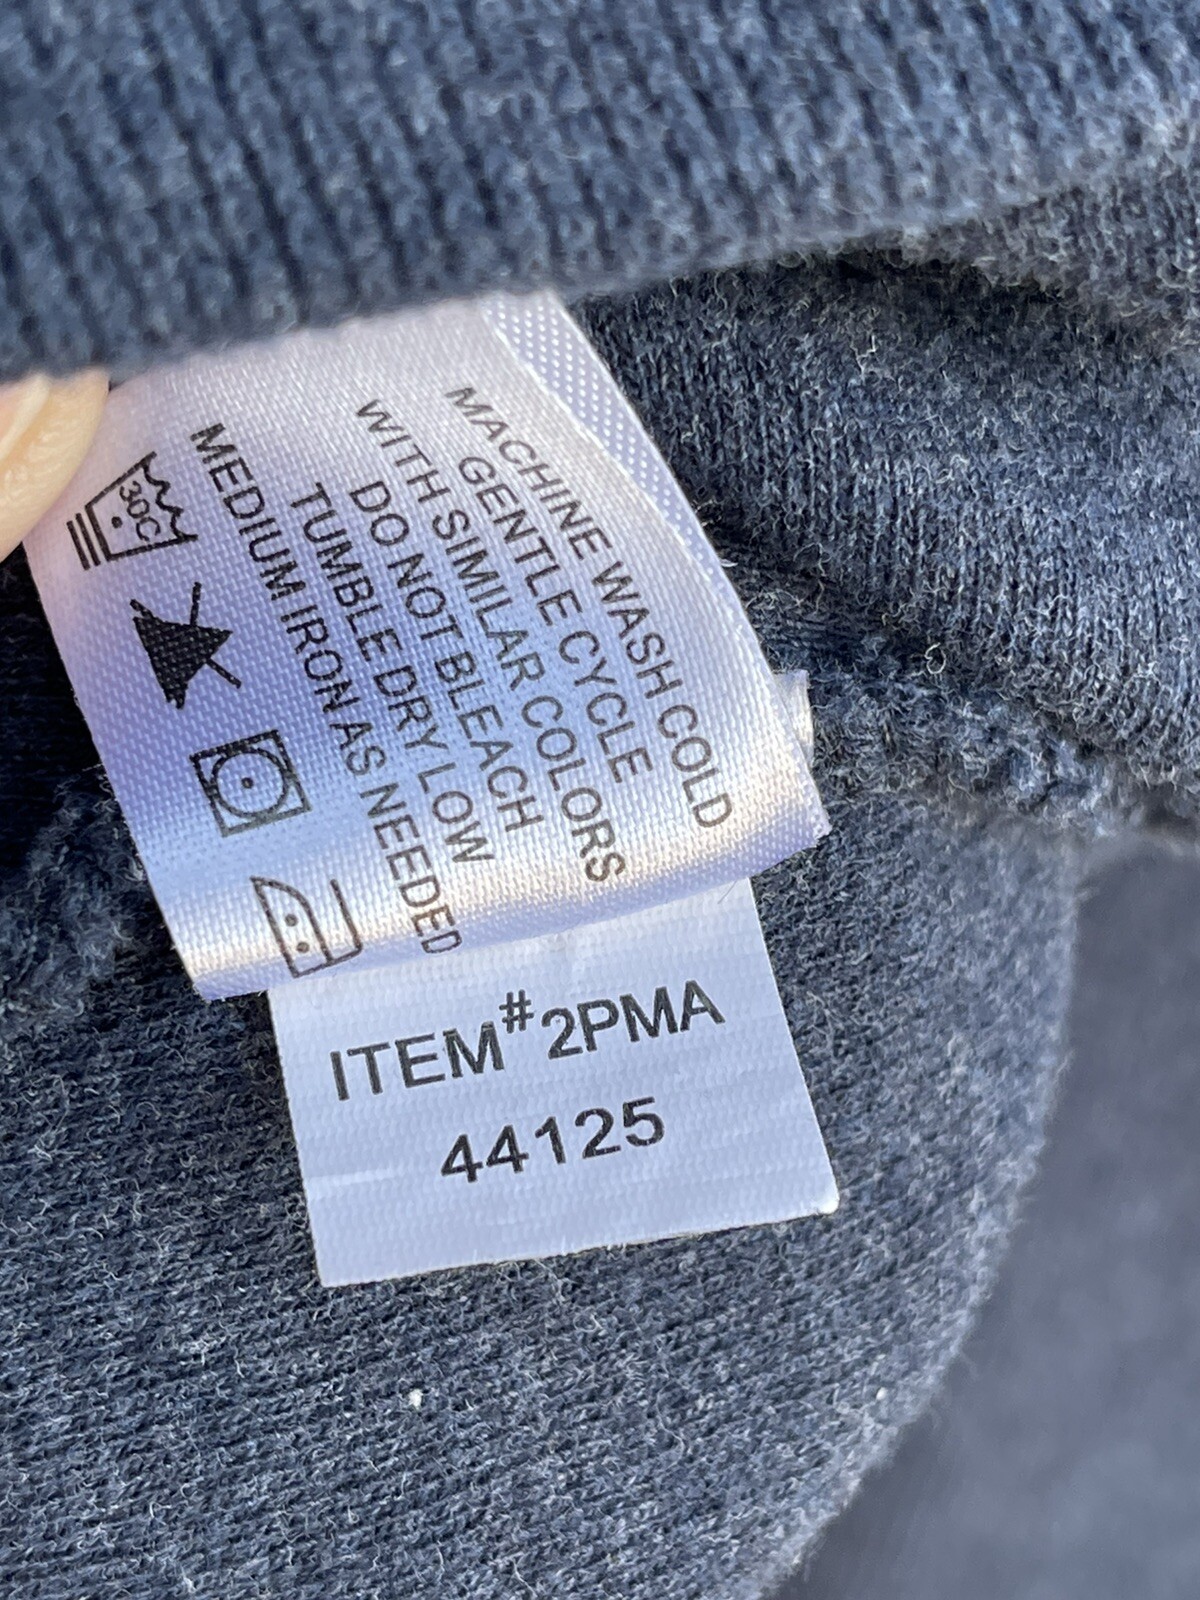 MACHINE WASH COLD
GENTLE CYCLE
WITH SIMILAR COLORS
DO NOT BLEACH
TUMBLE DRY LOW
MEDIUM IRON AS NEEDED
30C
ITEM#2PMA
44125